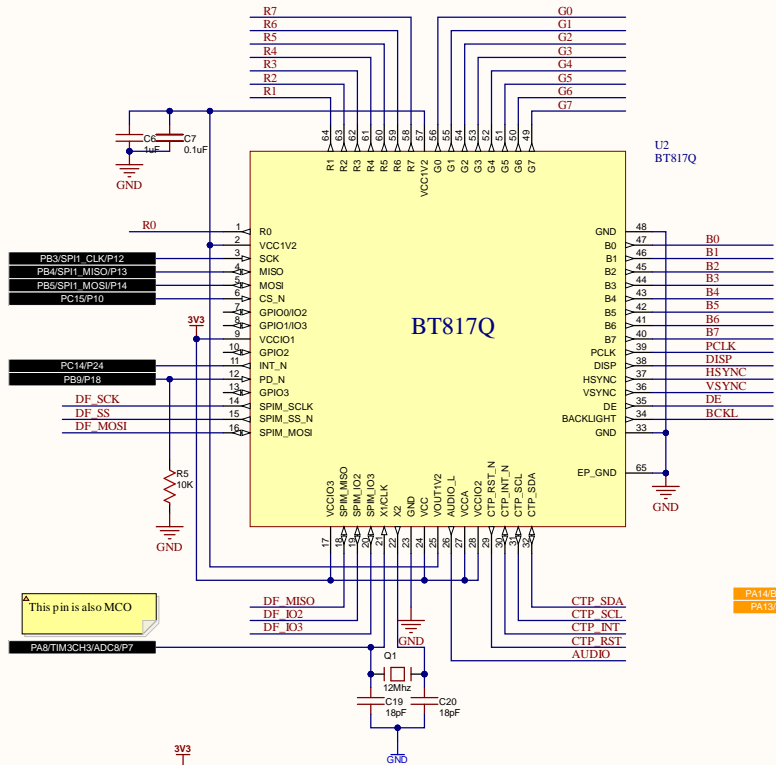 R7
R6
R5
R4
R3
R2
R1
G0
G1
G2
G3
G4
G5
G6
G7
C6
1uF
C7
0.1uF
GND
64
63
62
61
60
59
58
57
56
55
54
53
52
51
50
49
R1
R2
R3
R4
R5
R6
R7
VCC1V2
G0
G1
G2
G3
G4
G5
G6
G7
U2
BT817Q
R0
1 R0
2 VCC1V2
PB3/SPI1_CLK/P12 3 SCK
PB4/SPI1_MISO/P13 4 MISO
PB5/SPI1_MOSI/P14 5 MOSI
PC15/P10 6 CS_N
7 GPIO0/IO2
8 GPIO1/IO3
3V3
9 VCCIO1
10 GPIO2
PC14/P24 11 INT_N
PB9/P18 12 PD_N
13 GPIO3
DF_SCK 14 SPIM_SCLK
DF_SS 15 SPIM_SS_N
DF_MOSI 16 SPIM_MOSI
BT817Q
GND 48
B0 47 B0
B1 46 B1
B2 45 B2
B3 44 B3
B4 43 B4
B5 42 B5
B6 41 B6
B7 40 B7
PCLK 39 PCLK
DISP 38 DISP
HSYNC 37 HSYNC
VSYNC 36 VSYNC
DE 35 DE
BACKLIGHT 34 BCKL
GND 33
EP_GND 65
GND
R5
10K
GND
VCCIO3
SPIM_MISO
SPIM_IO2
SPIM_IO3
X1/CLK
X2
GND
VCC
VOUT1V2
AUDIO_L
VCCA
VCCIO2
CTP_RST_N
CTP_INT_N
CTP_SCL
CTP_SDA
17
18
19
20
21
22
23
24
25
26
27
28
29
30
31
32
This pin is also MCO
DF_MISO
DF_IO2
DF_IO3
GND
CTP_SDA
CTP_SCL
CTP_INT
CTP_RST
AUDIO
PA14/B
PA13/
PA8/TIM3CH3/ADC8/P7
Q1
12Mhz
C19
18pF
C20
18pF
GND
3V3